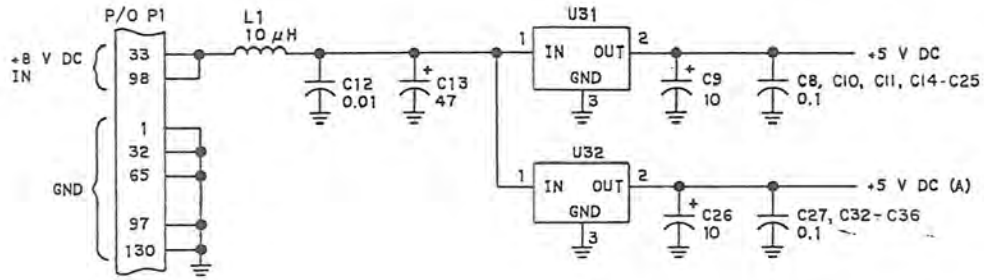 P/O P1
+8 V DC
IN
33
98
GND
1
32
65
97
130
L1
10 μH
C12
0.01
+
C13
47
U31
1
IN
OUT
2
GND
3
+
C9
10
C8, C10, C11, C14-C25
0.1
+5 V DC
U32
1
IN
OUT
2
GND
3
+
C26
10
C27, C32-C36
0.1
+5 V DC (A)